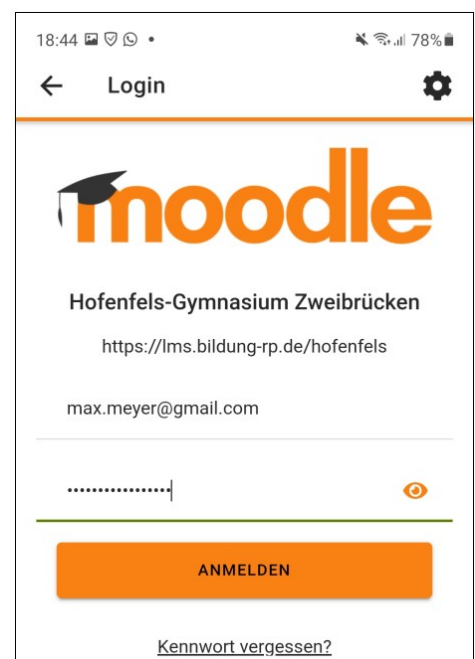 18:44 78%
Login
moodle
Hofenfels-Gymnasium Zweibrücken
https://lms.bildung-rp.de/hofenfels
max.meyer@gmail.com
•••••••••••••••••
ANMELDEN
Kennwort vergessen?